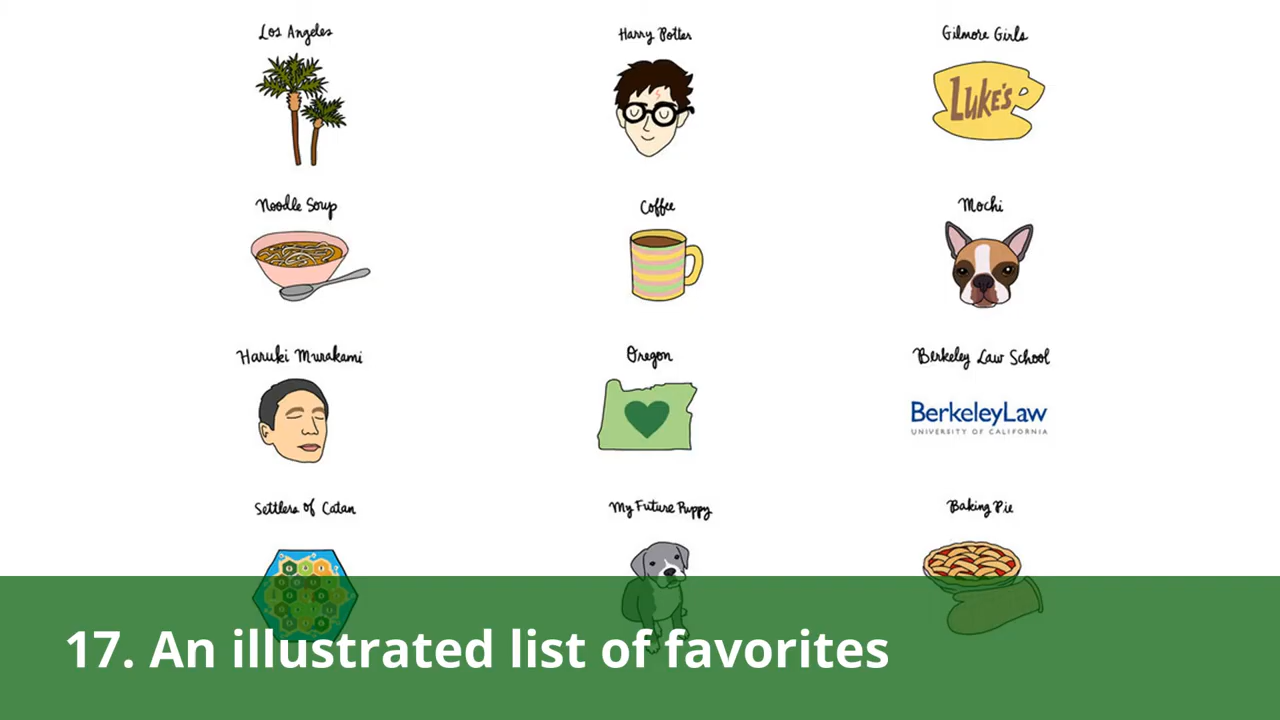 Los Angeles
Harry Potter
Gilmore Girls
LUKE'S
Noodle Soup
Coffee
Mochi
Haruki Murakami
Oregon
Berkeley Law School
BerkeleyLaw
UNIVERSITY OF CALIFORNIA
Settlers of Catan
My Future Puppy
Baking Pie
17. An illustrated list of favorites